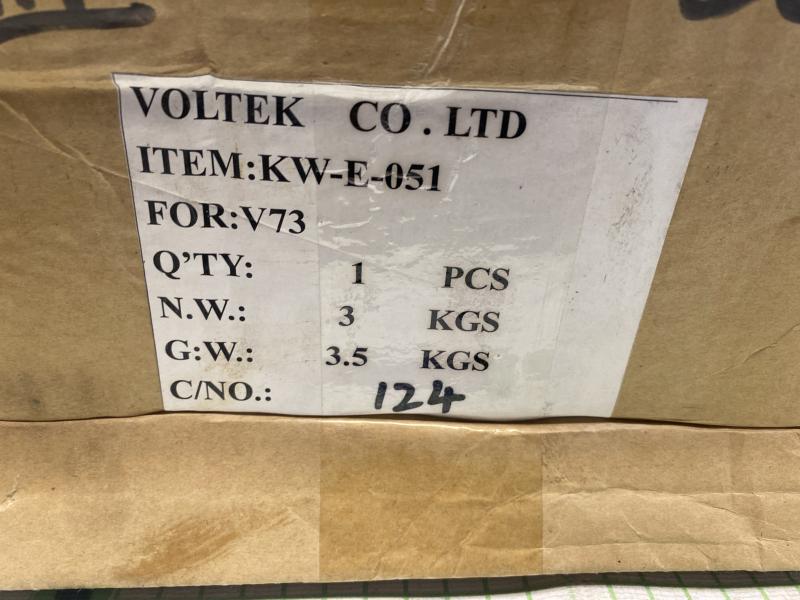 VOLTEK CO.LTD
ITEM:KW-E-051
FOR:V73
Q'TY: 1 PCS
N.W.: 3 KGS
G:W.: 3.5 KGS
C/NO.: 124